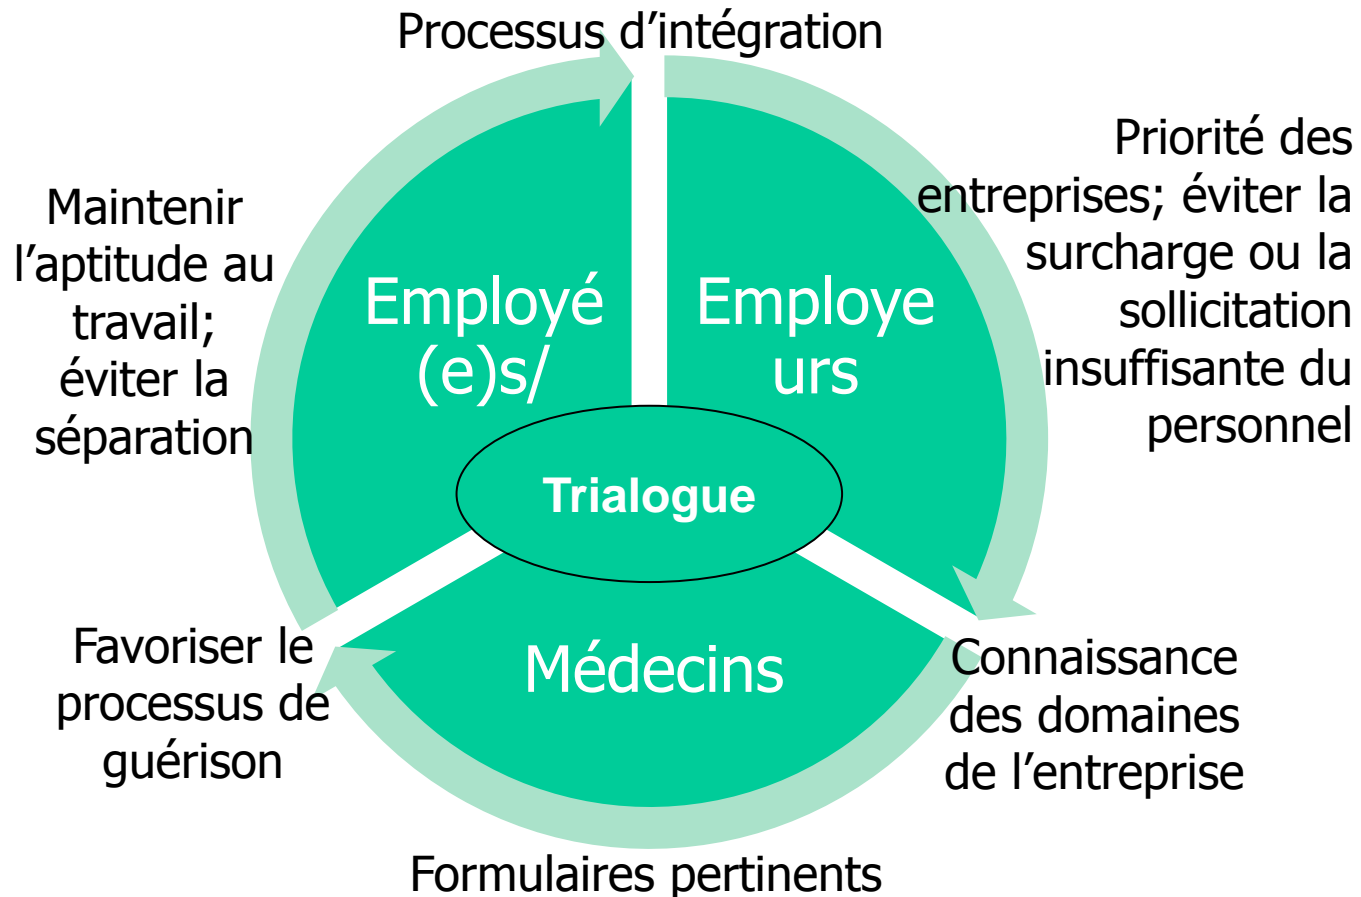 Processus d’intégration
Priorité des
entreprises; éviter la
surcharge ou la
sollicitation
insuffisante du
personnel
Maintenir
l’aptitude au
travail;
éviter la
séparation
Employé
(e)s/
Employe
urs
Trialogue
Médecins
Favoriser le
processus de
guérison
Connaissance
des domaines
de l’entreprise
Formulaires pertinents